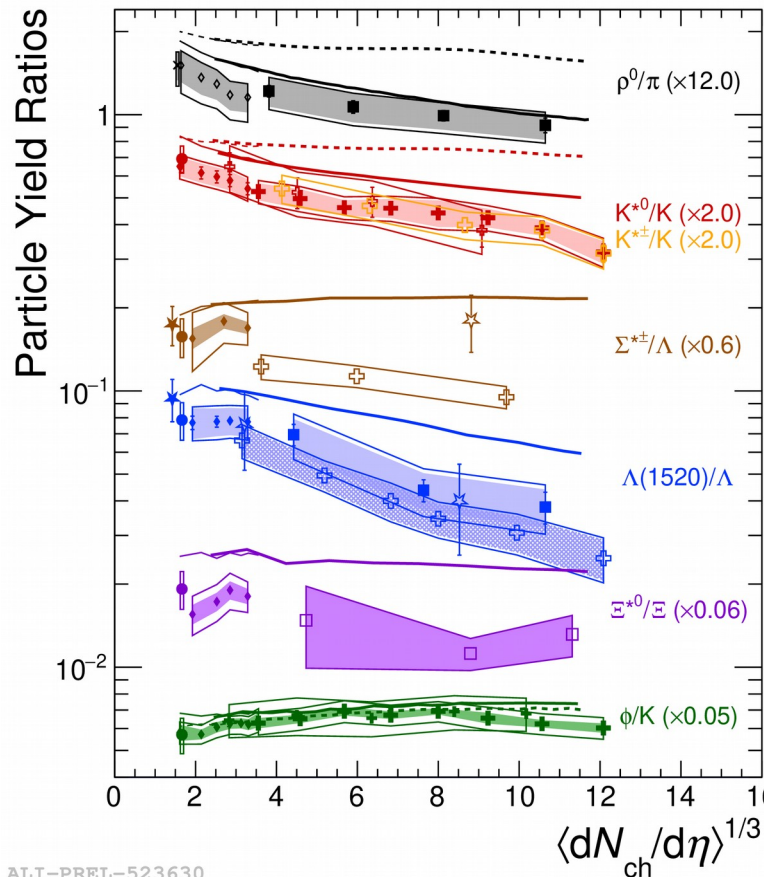 Particle Yield Ratios
1
10⁻¹
10⁻²
ρ⁰/π (×12.0)
K*⁰/K (×2.0)
K*±/K (×2.0)
Σ*±/Λ (×0.6)
Λ(1520)/Λ
Ξ*⁰/Ξ (×0.06)
ϕ/K (×0.05)
0 2 4 6 8 10 12 14 16
⟨dN_ch/dη⟩^1/3
ALI-PREL-523630